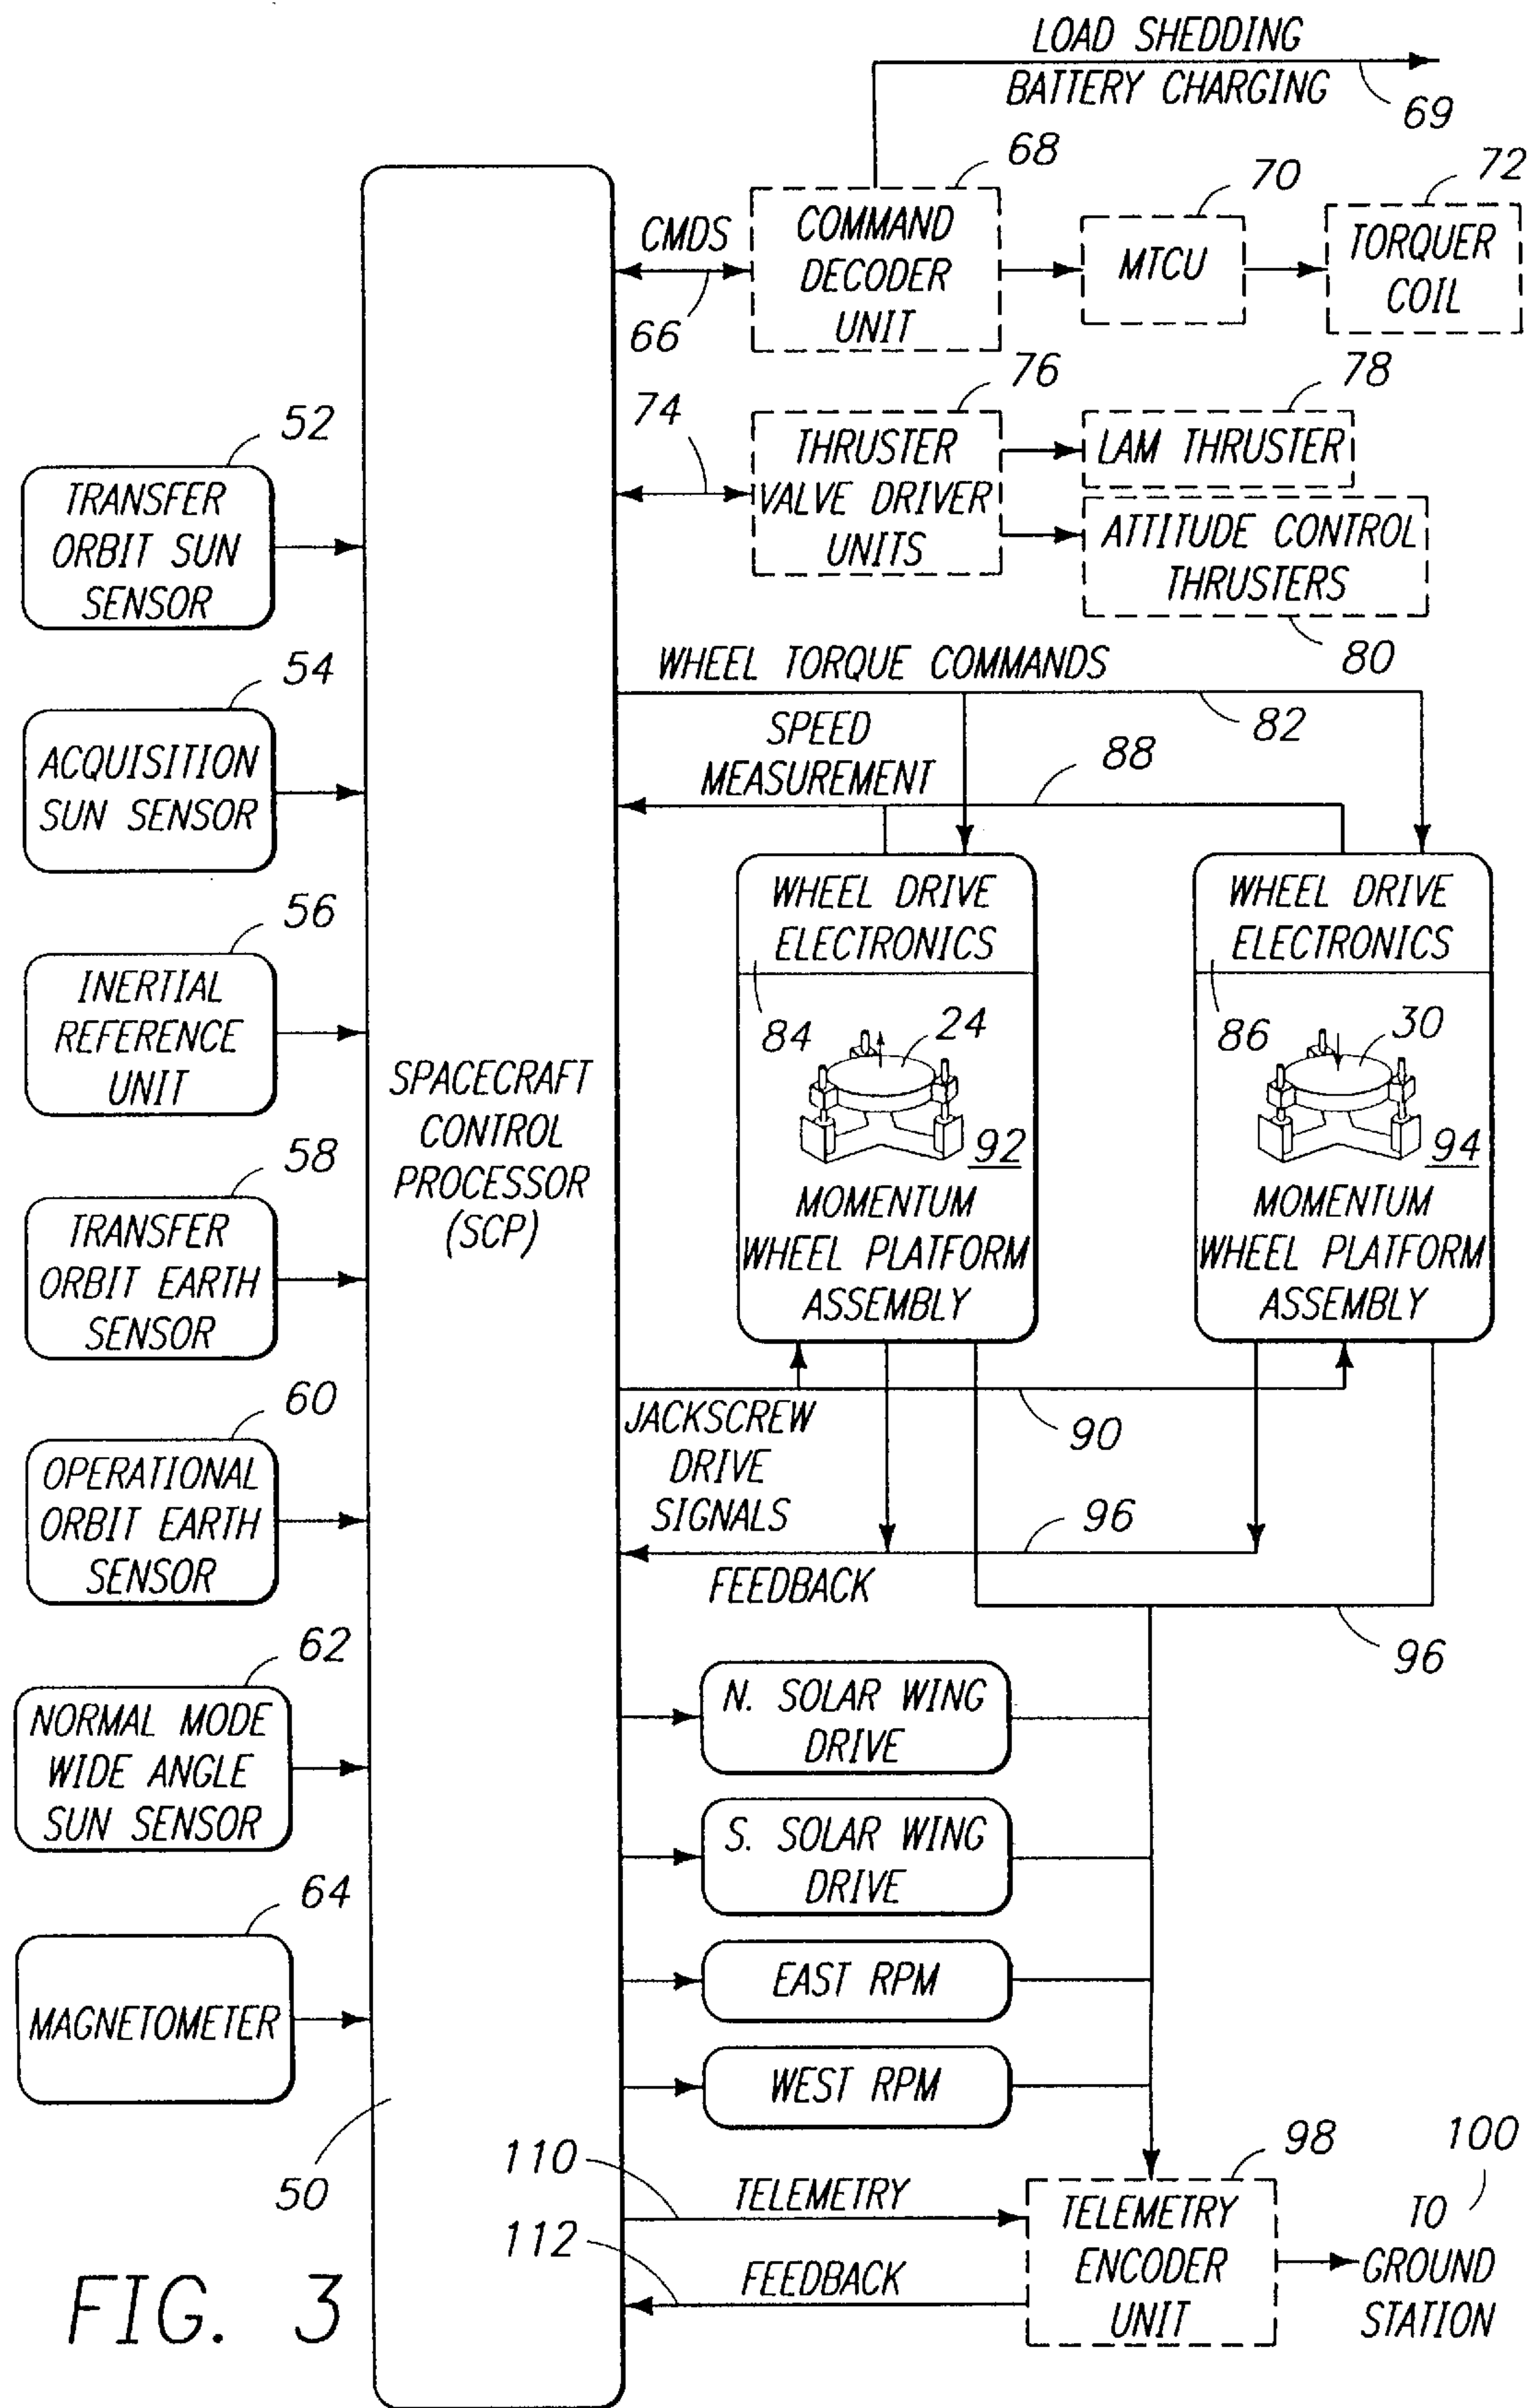 LOAD SHEDDING
BATTERY CHARGING
69
68
70
72
CMDS
66
COMMAND
DECODER
UNIT
MTCU
TORQUER
COIL
74
76
78
THRUSTER
VALVE DRIVER
UNITS
LAM THRUSTER
ATTITUDE CONTROL
THRUSTERS
80
52
TRANSFER
ORBIT SUN
SENSOR
54
ACQUISITION
SUN SENSOR
56
INERTIAL
REFERENCE
UNIT
58
TRANSFER
ORBIT EARTH
SENSOR
60
OPERATIONAL
ORBIT EARTH
SENSOR
62
NORMAL MODE
WIDE ANGLE
SUN SENSOR
64
MAGNETOMETER
SPACECRAFT
CONTROL
PROCESSOR
(SCP)
50
WHEEL TORQUE COMMANDS
82
SPEED
MEASUREMENT
88
WHEEL DRIVE
ELECTRONICS
84
24
92
MOMENTUM
WHEEL PLATFORM
ASSEMBLY
WHEEL DRIVE
ELECTRONICS
86
30
94
MOMENTUM
WHEEL PLATFORM
ASSEMBLY
JACKSCREW
DRIVE
SIGNALS
90
96
FEEDBACK
96
N. SOLAR WING
DRIVE
S. SOLAR WING
DRIVE
EAST RPM
WEST RPM
110
TELEMETRY
112
FEEDBACK
98
TELEMETRY
ENCODER
UNIT
100
TO
GROUND
STATION
FIG. 3